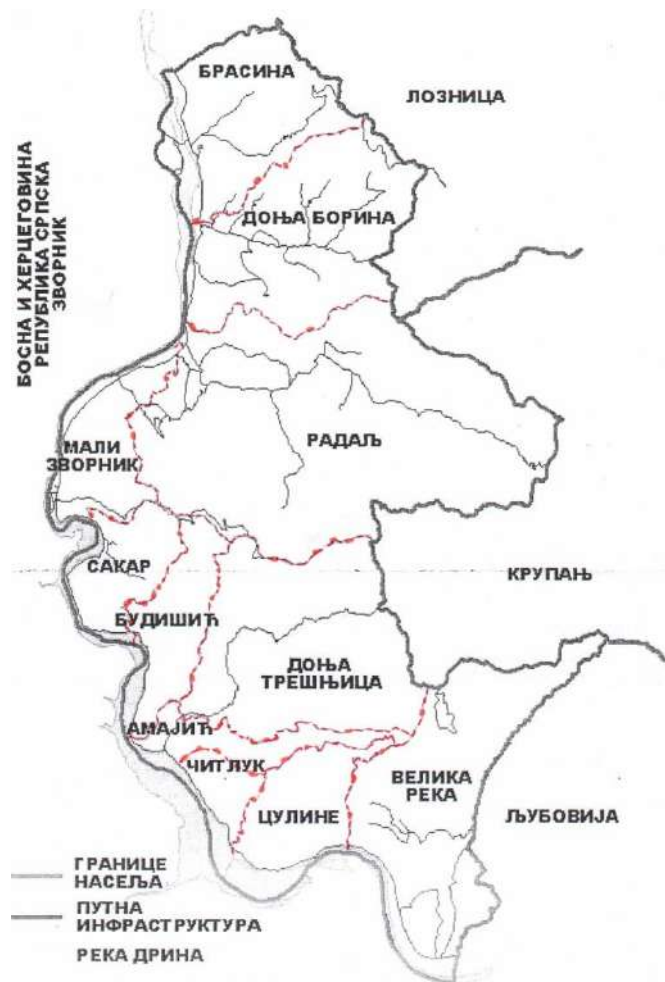 БРАСИНА
ЛОЗНИЦА
БОСНА И ХЕРЦЕГОВИНА
РЕПУБЛИКА СРПСКА
ЗВОРНИК
ДОЊА БОРИНА
МАЛИ
ЗВОРНИК
РАДАЉ
САКАР
КРУПАЊ
БУДИШИЋ
ДОЊА
ТРЕШЊИЦА
АМАЈИЋ
ЧИТЛУК
ВЕЛИКА
РЕКА
ЦУЛИНЕ
ЉУБОВИЈА
ГРАНИЦЕ
НАСЕЉА
ПУТНА
ИНФРАСТРУКТУРА
РЕКА ДРИНА